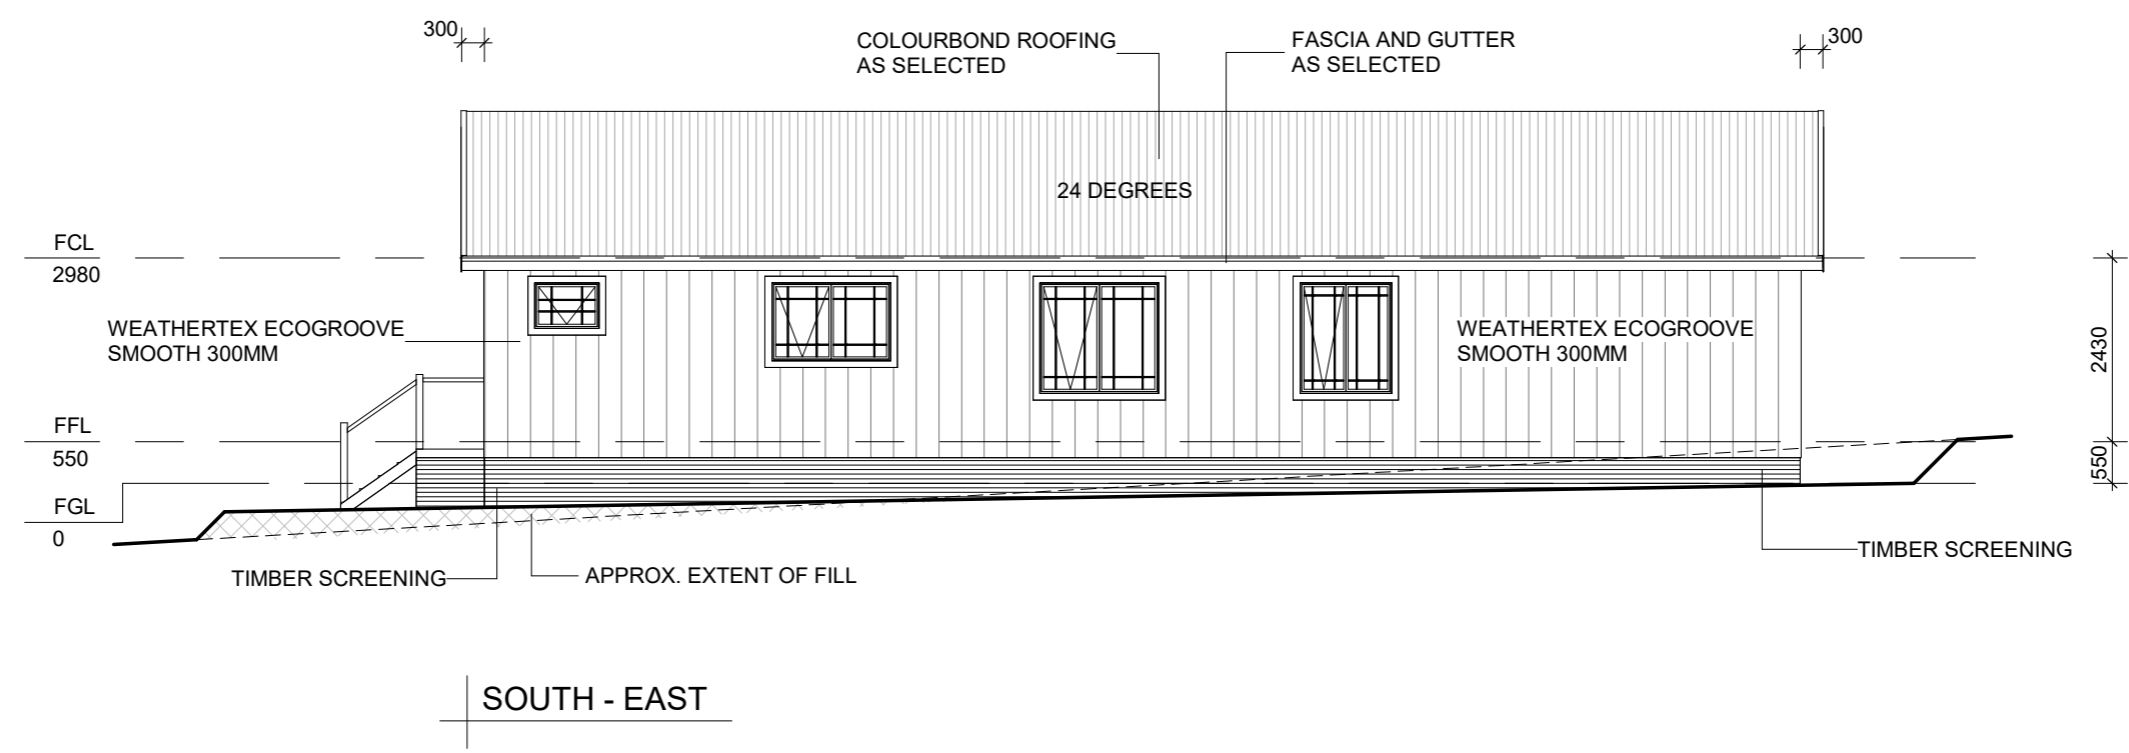 300
COLOURBOND ROOFING
AS SELECTED
FASCIA AND GUTTER
AS SELECTED
300
24 DEGREES
FCL
2980
WEATHERTEX ECOGROOVE
SMOOTH 300MM
WEATHERTEX ECOGROOVE
SMOOTH 300MM
2430
FFL
550
550
FGL
0
TIMBER SCREENING
APPROX. EXTENT OF FILL
TIMBER SCREENING
SOUTH - EAST